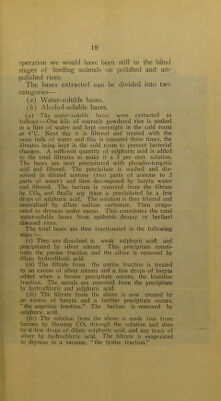 19
operation we would have been still in the blind
stages of feeding animals on polished and un-
polished rices.
The bases extracted can be divided into two
categories—
(a) Water-soluble bases.
(b) Alcohol-soluble bases.
(a) The water-soluble bases were extracted as
follows:—One kilo of coarsely powdered rice is soaked
in a litre of water and kept overnight in the cold room
at 4°C. Next day it is filtered and treated with the
same bulk of water and this is repeated three times, the
filtrates being kept in the cold room to prevent bacterial
changes. A sufficient quantity of sulphuric acid is added
to the total filtrates to make it a 5 per cent. solution.
The bases are next precipitated with phospho-tungstic
acid and filtered. The precipitate is washed and dis-
solved in diluted acetone (two parts of acetone to 3
parts of water) and then decomposed by baryta water
and filtered. The barium is removed from the filtrate
by CO₂, and finally any trace is precipitated by a few
drops of sulphuric acid. The solution is then filtered and
neutralised by dilute sodium carbonate. Then evapo-
rated to dryness under vacuo. This constitutes the total
water-soluble bases from epidemic dropsy or beriberi
diseased rices.
The total bases are then fractionated in the following
ways:—
(i) They are dissolved in weak sulphuric acid, and
precipitated by silver nitrate. This precipitate consti-
tutes the purine fraction and the silver is removed by
dilute hydrochloric acid.
(ii) The filtrate from the purine fraction is treated
by an excess of silver nitrate and a few drops of baryta
added when a brown precipitate occurs, the histidine
fraction. The metals are removed from the precipitate
by hydrochloric and sulphuric acid.
(iii) The filtrate from the above is now treated by
an excess of baryta and a further precipitate occurs,
"the arginine fraction." The barium is removed by
sulphuric acid.
(iv) The solution from the above is made free from
barium by blowing CO₂ through the solution and then
by a few drops of dilute sulphuric acid, and any trace of
silver by hydrochloric acid. The filtrate is evaporated
to dryness in a vacuum, "the lysine fraction."